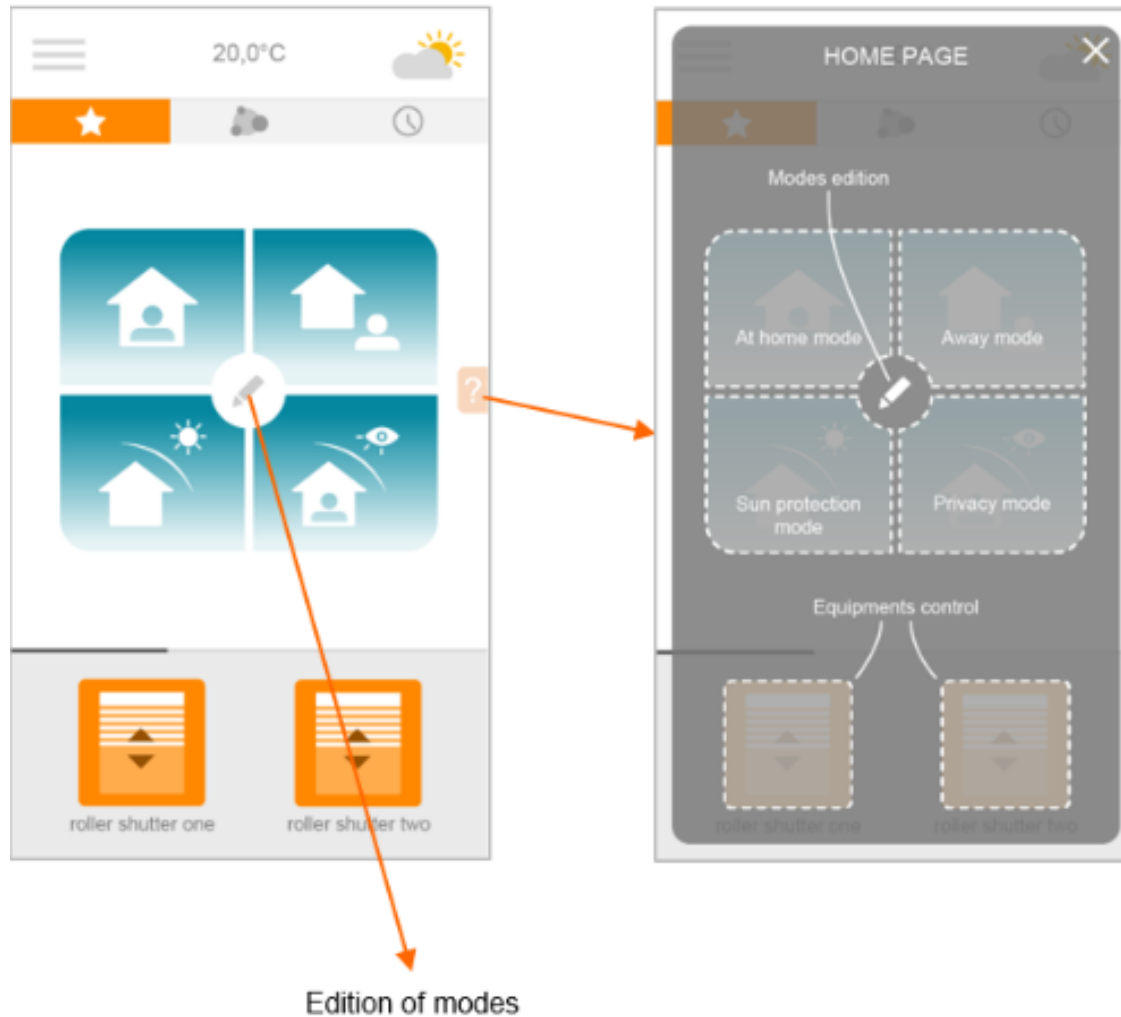 20,0°C
?
roller shutter one
roller shutter two
HOME PAGE
Modes edition
At home mode
Away mode
Sun protection
mode
Privacy mode
Equipments control
roller shutter one
roller shutter two
Edition of modes